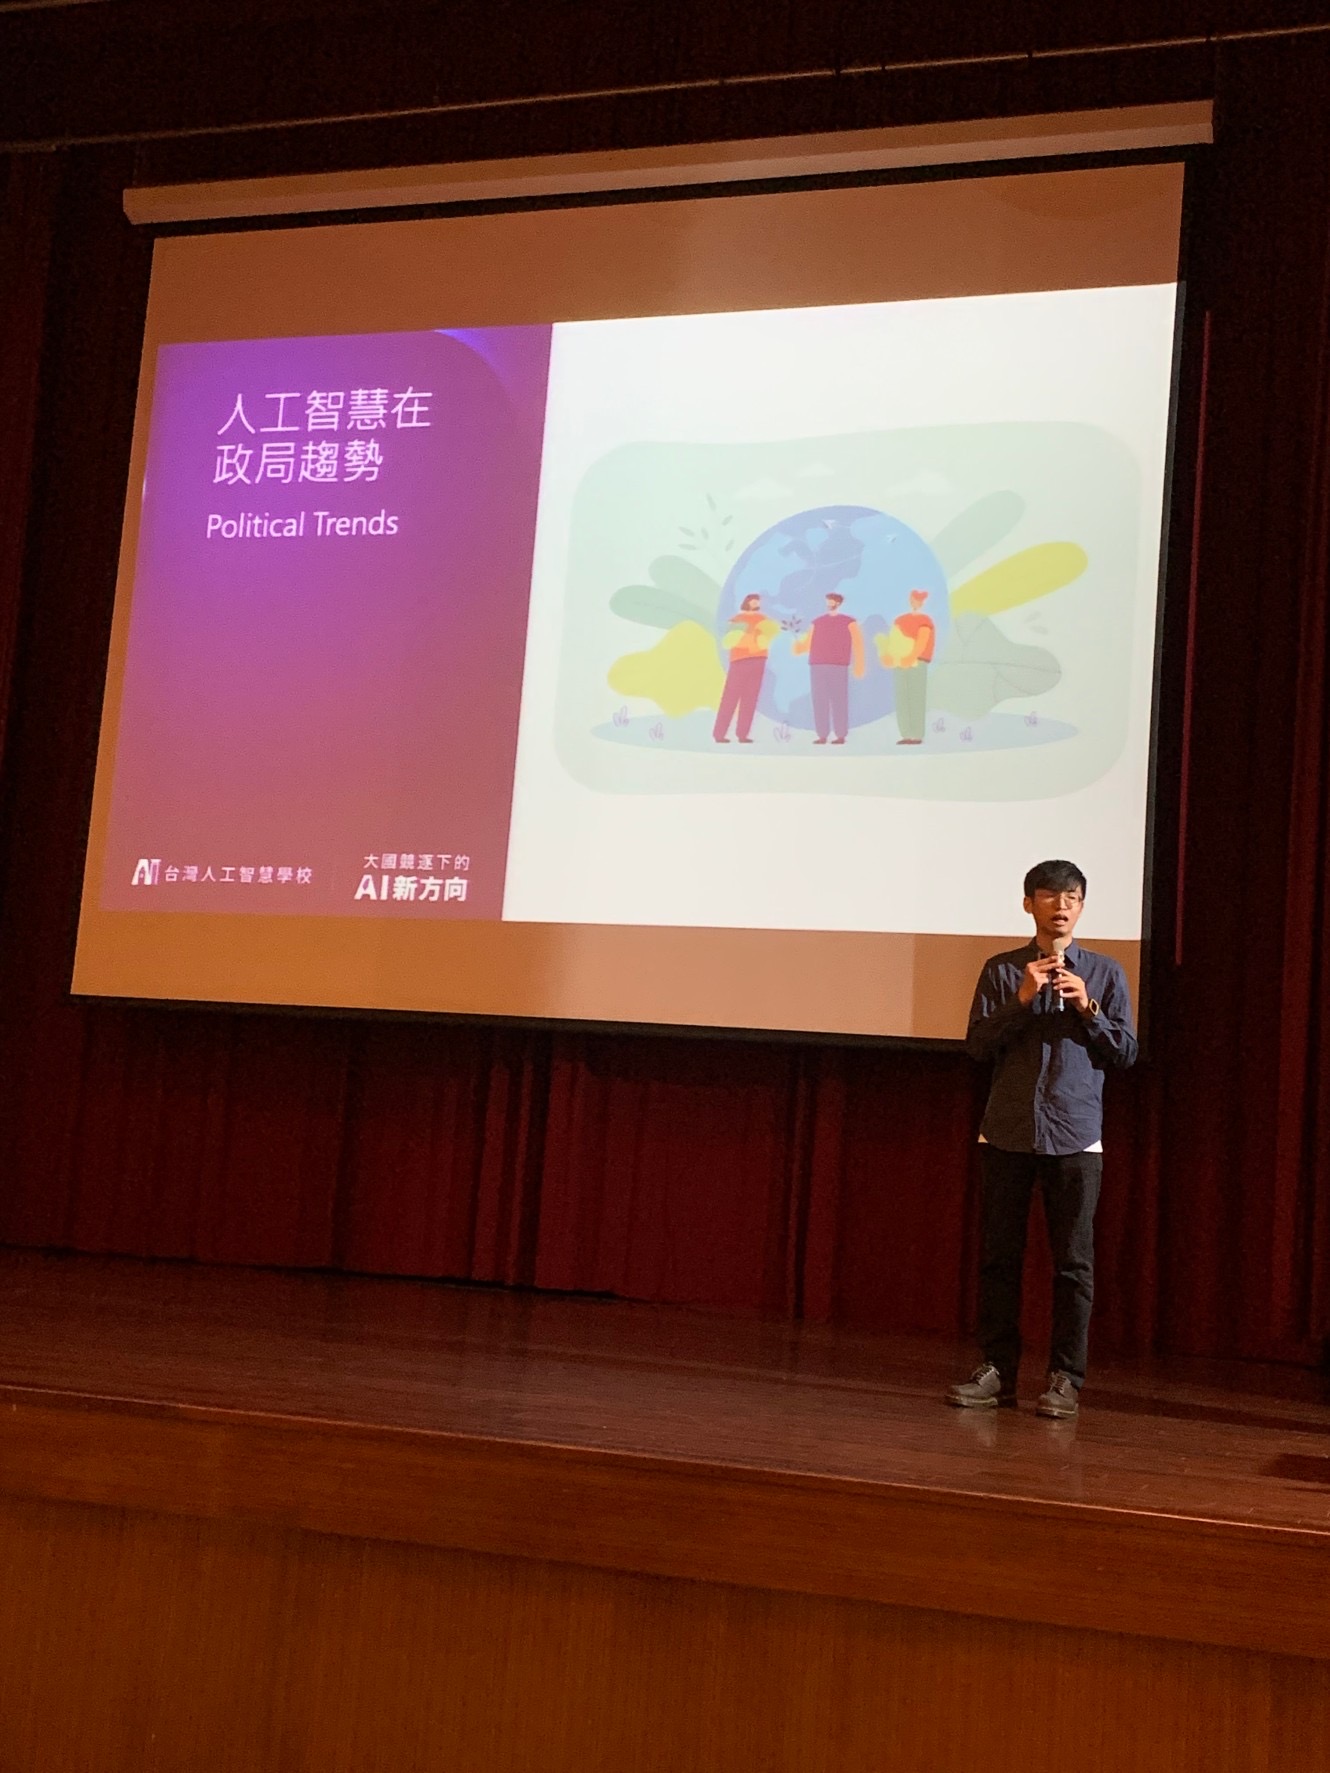 人工智慧在
政局趨勢
Political Trends
台灣人工智慧學校
大國競逐下的
AI新方向